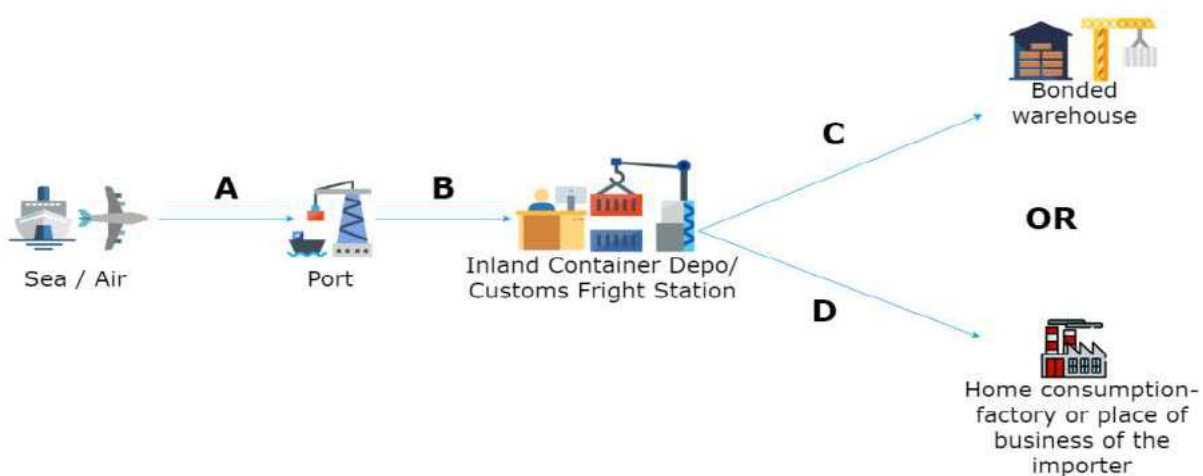 Bonded
warehouse
C
A
B
OR
Sea / Air
Port
Inland Container Depo/
Customs Fright Station
D
Home consumption-
factory or place of
business of the
importer